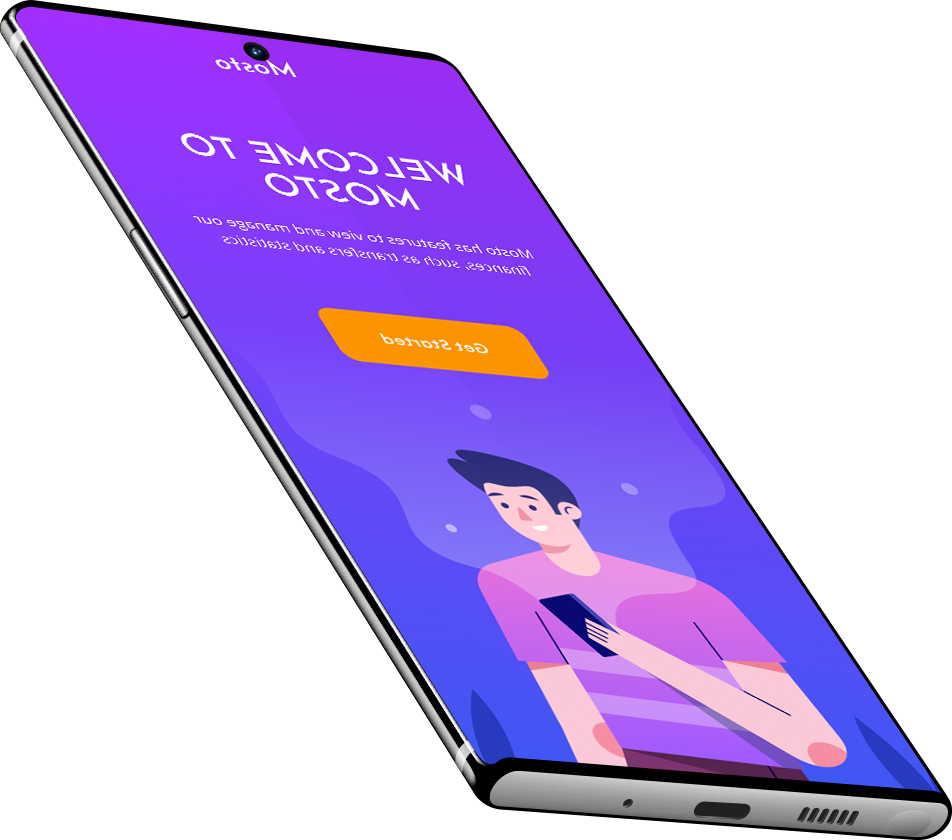 Mosto
WELCOME TO
MOSTO
Mosto has features to view and manage our
finances, such as transfers and statistics
Get Started